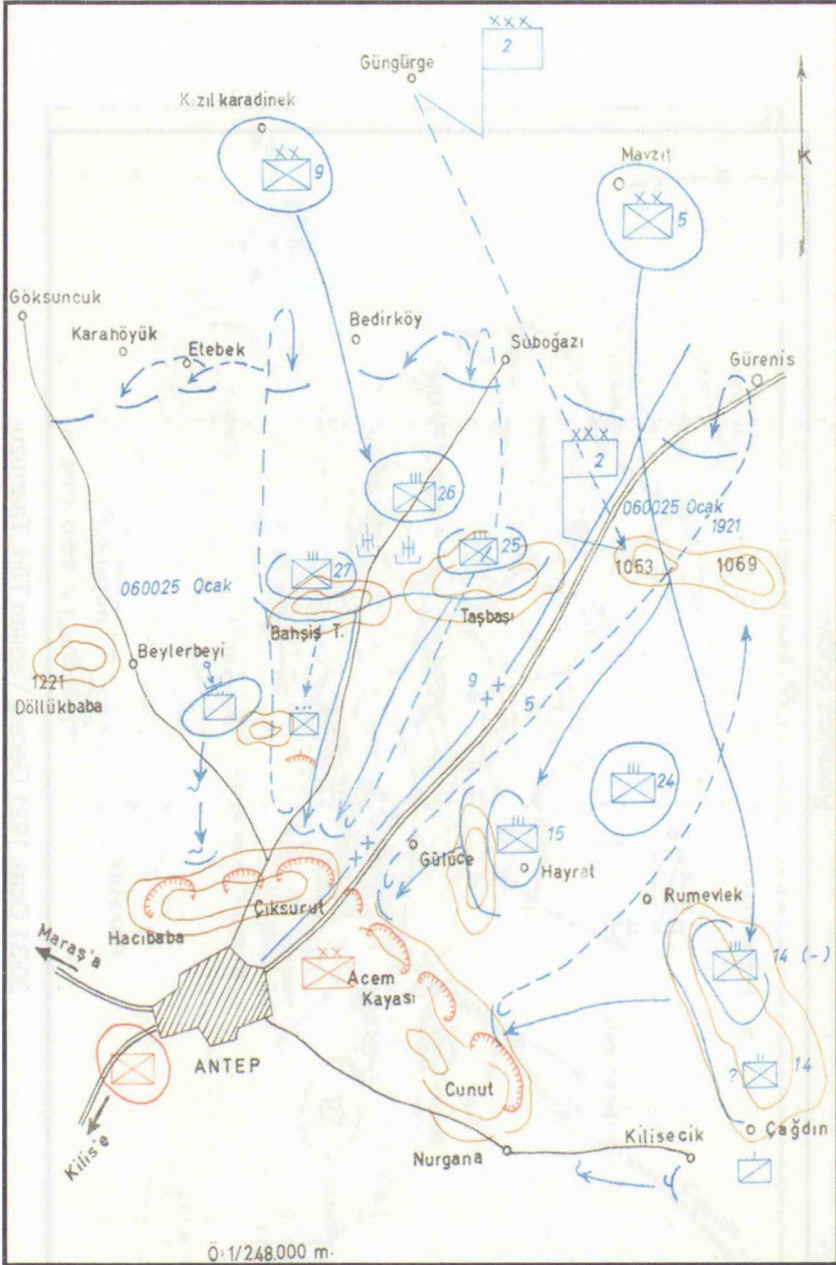 XXX
2
Güngürge
Kızıl karadinek
XX
9
Mavzıt
XX
5
K
Göksuncuk
Karahöyük
Etebek
Bedirköy
Suboğazı
Gürenis
XXX
2
26
060025 Ocak
1921
27
25
1053
1069
060025 Ocak
Bahşiş T.
Taşbaşı
Beylerbeyi
1221
Döllükbaba
9
5
24
15
Gülüce
Hayrat
Rumevlek
Çıksurut
Hacıbaba
Maraş'a
XX
Acem
Kayası
14 (-)
ANTEP
? 14
Cunut
Kilis'e
Nurgana
Kilisecik
Çağdın
Ö: 1/248.000 m.